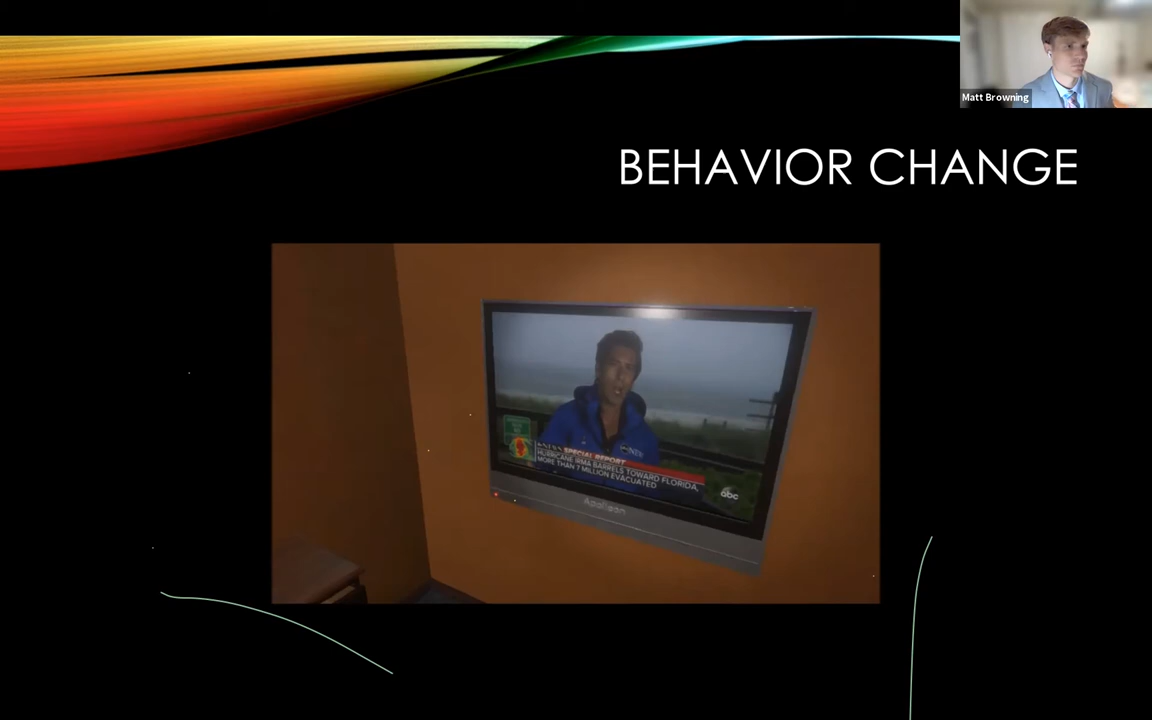 Matt Browning
BEHAVIOR CHANGE
SPECIAL REPORT
HURRICANE IRMA BARRELS TOWARD FLORIDA,
MORE THAN 7 MILLION EVACUATED
abc